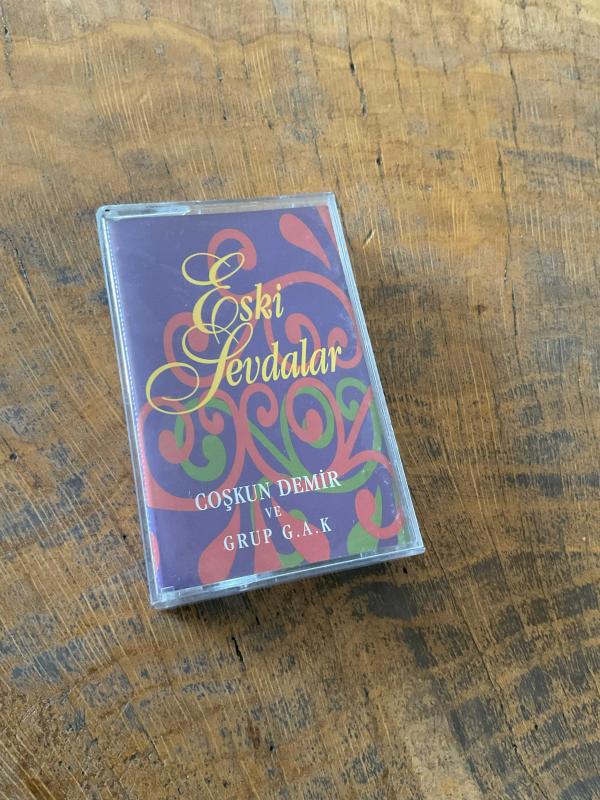 Eski
Sevdalar
COŞKUN DEMİR
VE
GRUP G.A.K